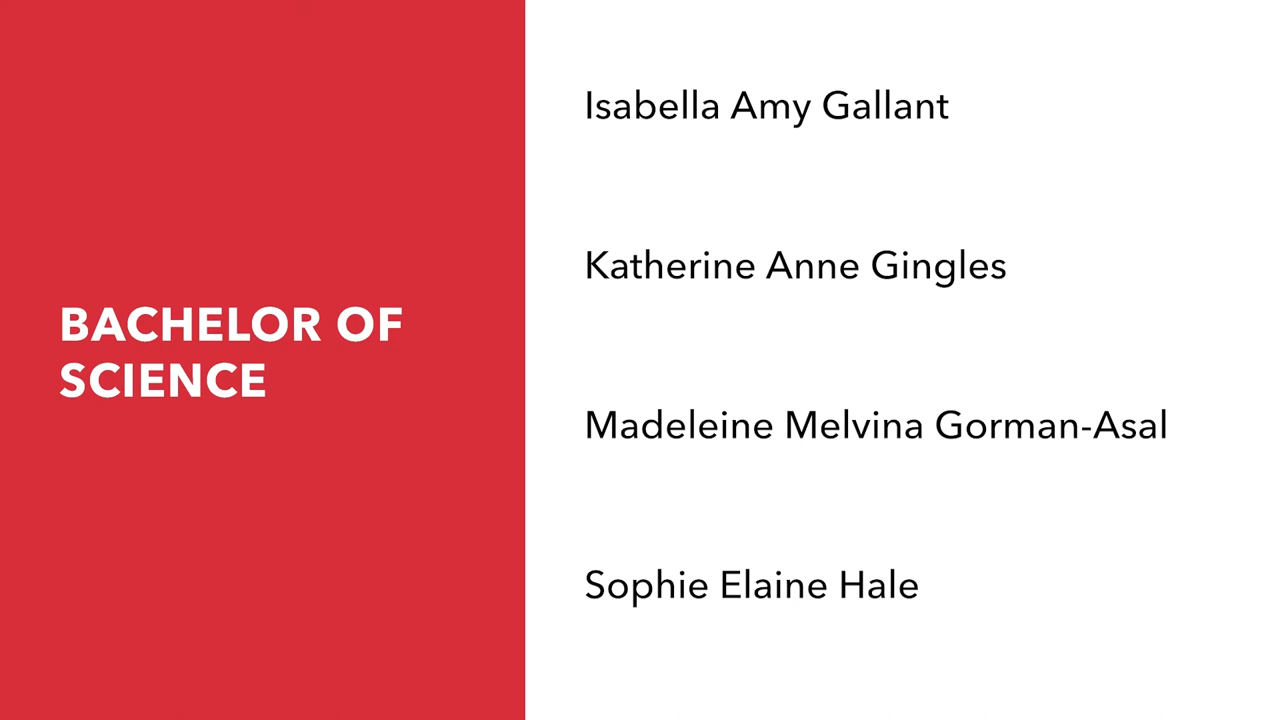 BACHELOR OF
SCIENCE
Isabella Amy Gallant
Katherine Anne Gingles
Madeleine Melvina Gorman-Asal
Sophie Elaine Hale